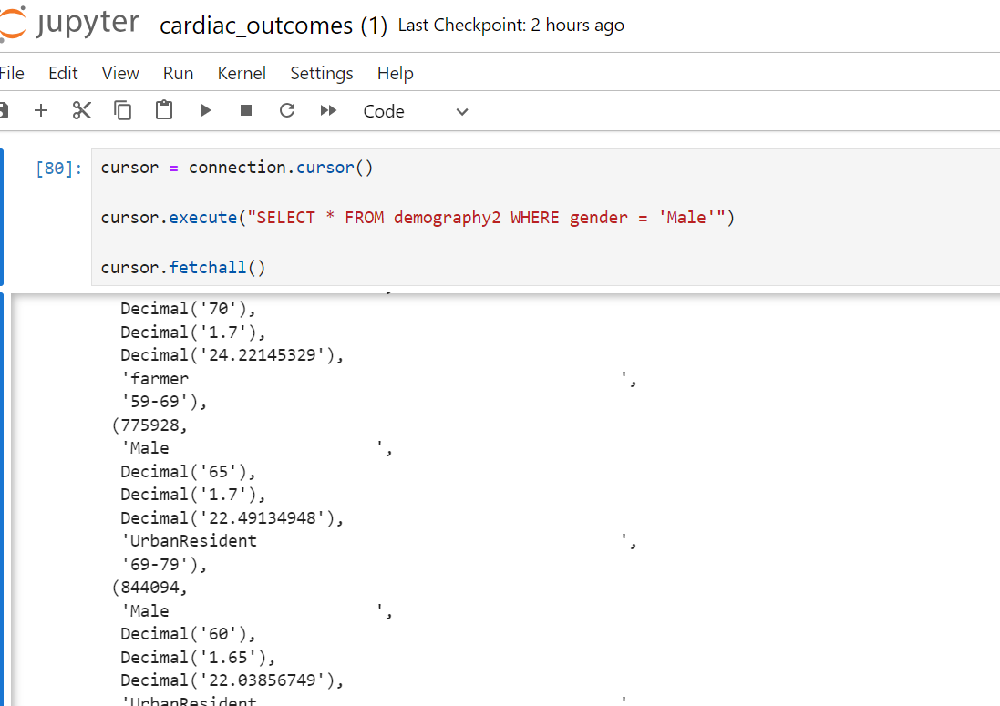 jupyter cardiac_outcomes (1) Last Checkpoint: 2 hours ago
File Edit View Run Kernel Settings Help
Code
[80]: cursor = connection.cursor()
cursor.execute("SELECT * FROM demography2 WHERE gender = 'Male'")
cursor.fetchall()
Decimal('70'),
Decimal('1.7'),
Decimal('24.22145329'),
'farmer                                            ',
'59-69'),
(775928,
'Male                     ',
Decimal('65'),
Decimal('1.7'),
Decimal('22.49134948'),
'UrbanResident                                     ',
'69-79'),
(844094,
'Male                     ',
Decimal('60'),
Decimal('1.65'),
Decimal('22.03856749'),
'UrbanResident                                     '